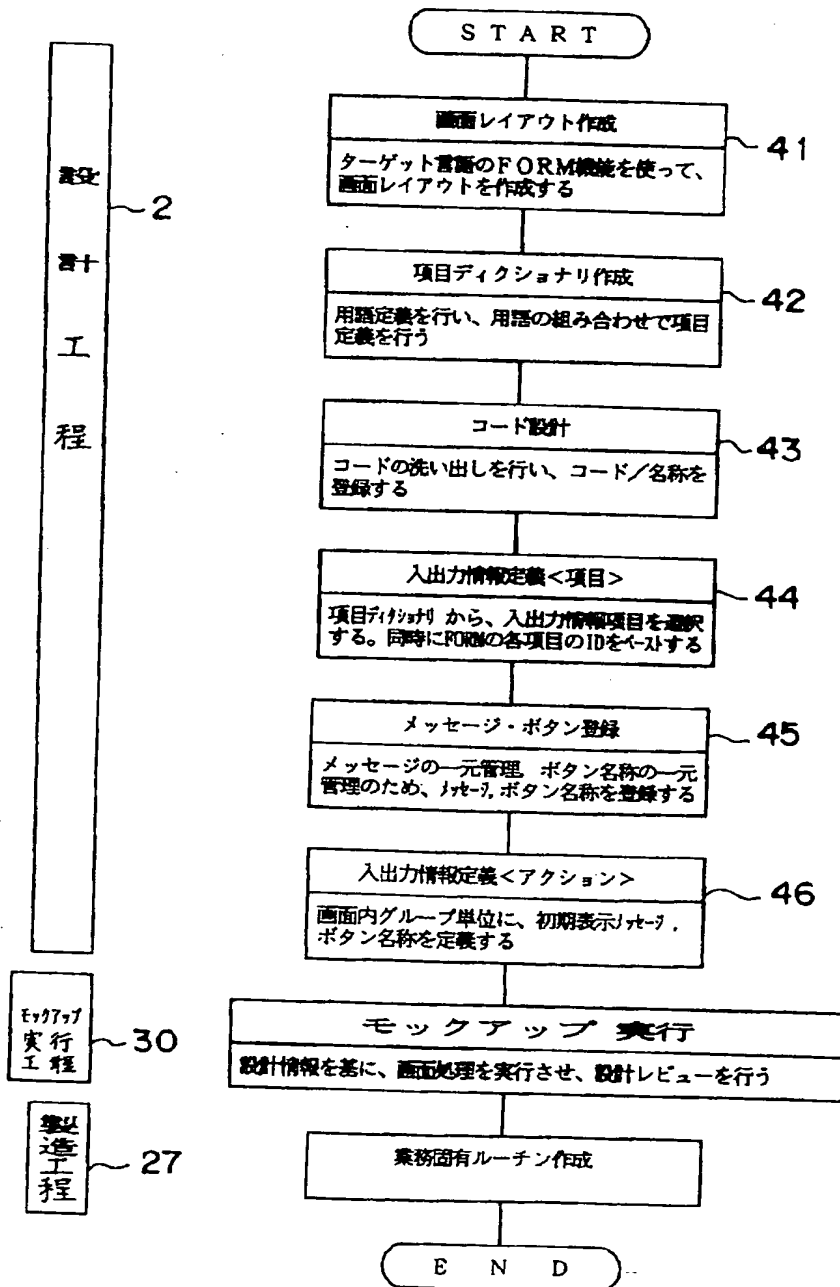 START
画面レイアウト作成
ターゲット言語のFORM機能を使って、
画面レイアウトを作成する
41
設計工程
2
項目ディクショナリ作成
用語定義を行い、用語の組み合わせで項目
定義を行う
42
コード設計
コードの洗い出しを行い、コード／名称を
登録する
43
入出力情報定義＜項目＞
項目ディクショナリ から、入出力情報項目を選択
する。同時にFORMの各項目のIDをペーストする
44
メッセージ・ボタン登録
メッセージの一元管理、ボタン名称の一元
管理のため、メッセージ、ボタン名称を登録する
45
入出力情報定義＜アクション＞
画面内グループ単位に、初期表示メッセージ、
ボタン名称を定義する
46
モックアップ
実行
工程
30
モックアップ 実行
設計情報を基に、画面処理を実行させ、設計レビューを行う
製造工程
27
業務固有ルーチン作成
END